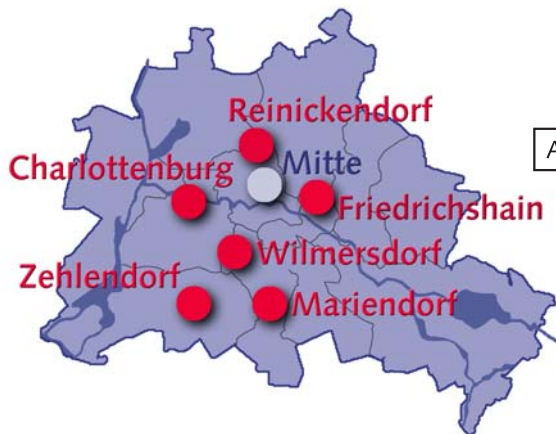 Reinickendorf
Mitte
Charlottenburg
Friedrichshain
Wilmersdorf
Zehlendorf
Mariendorf
A